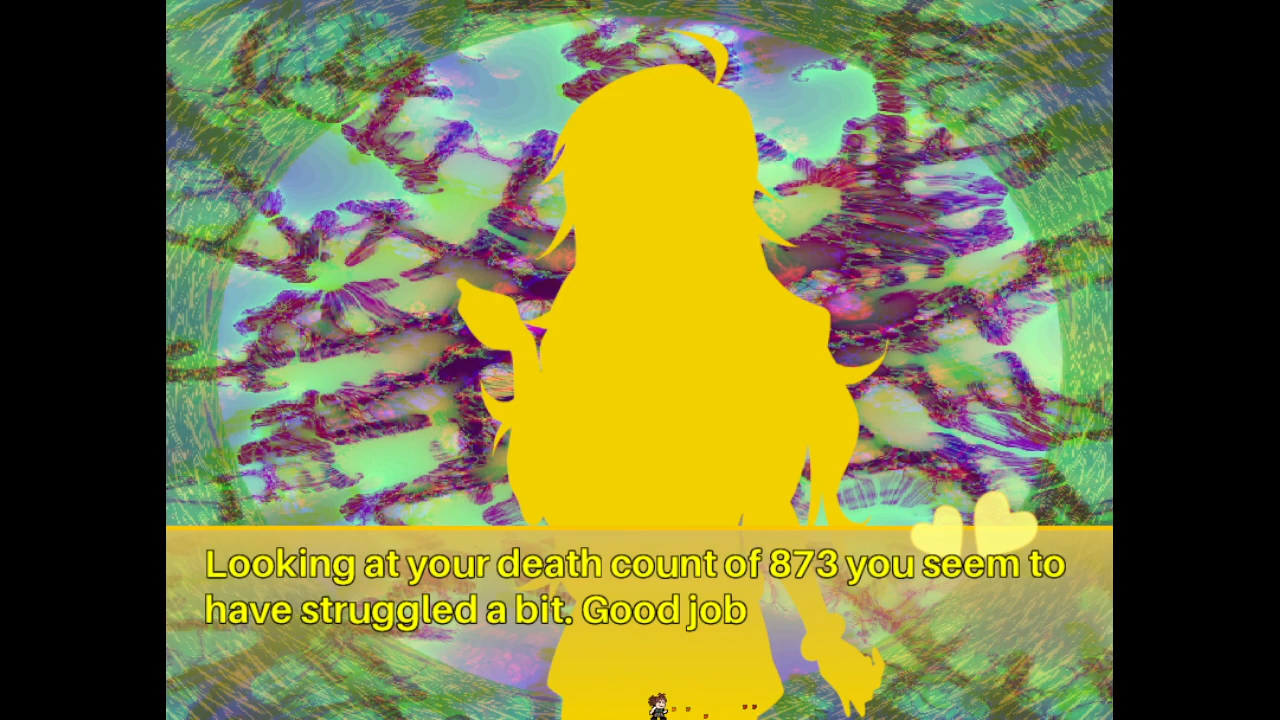 Looking at your death count of 873 you seem to
have struggled a bit. Good job